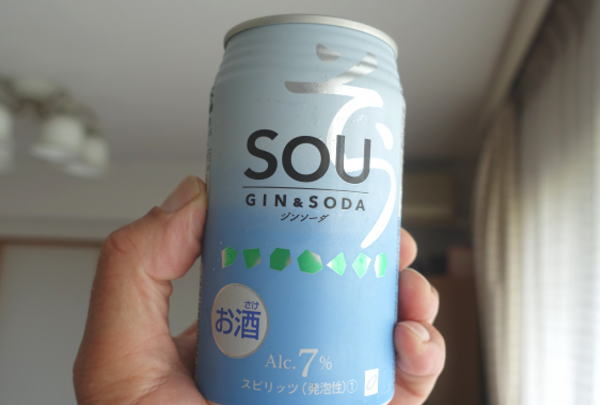 そう
SOU
GIN & SODA
ジンソーダ
さけ
お酒
Alc.7%
スピリッツ(発泡性)①